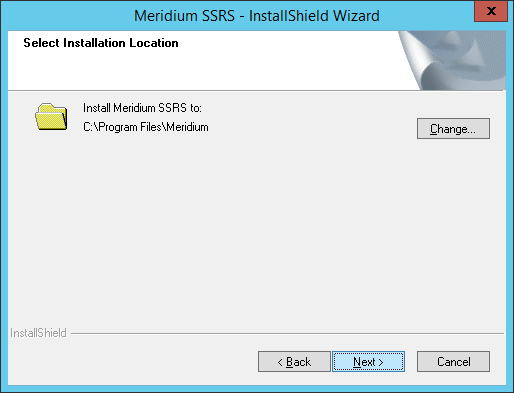 Meridium SSRS - InstallShield Wizard
X
Select Installation Location
Install Meridium SSRS to:
C:\Program Files\Meridium
Change...
InstallShield
< Back
Next >
Cancel